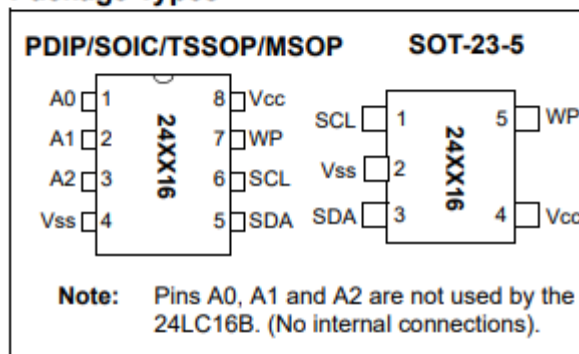 PDIP/SOIC/TSSOP/MSOP
A0 1 8 Vcc
A1 2 7 WP
A2 3 6 SCL
Vss 4 5 SDA
24XX16
SOT-23-5
SCL 1 5 WP
Vss 2
SDA 3 4 Vcc
24XX16
Note: Pins A0, A1 and A2 are not used by the
24LC16B. (No internal connections).